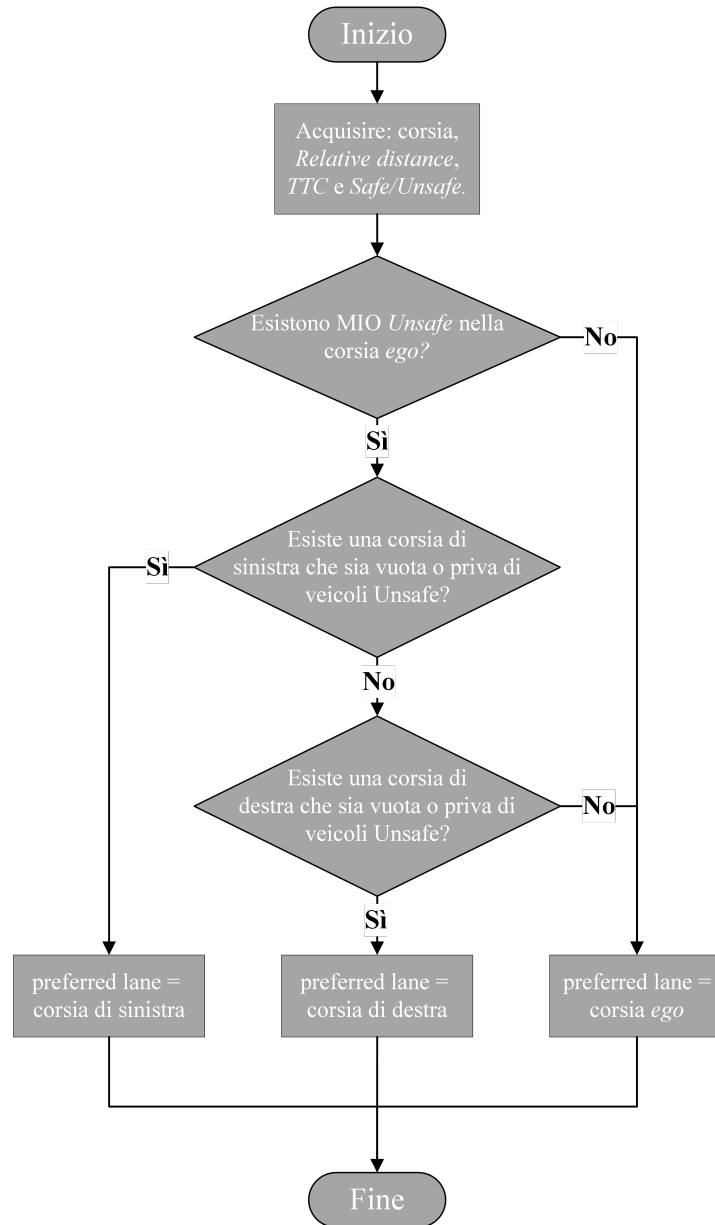 Inizio
Acquisire: corsia,
Relative distance,
TTC e Safe/Unsafe.
Esistono MIO Unsafe nella
corsia ego?
No
Sì
Esiste una corsia di
sinistra che sia vuota o priva di
veicoli Unsafe?
Sì
No
Esiste una corsia di
destra che sia vuota o priva di
veicoli Unsafe?
No
Sì
preferred lane =
corsia di sinistra
preferred lane =
corsia di destra
preferred lane =
corsia ego
Fine